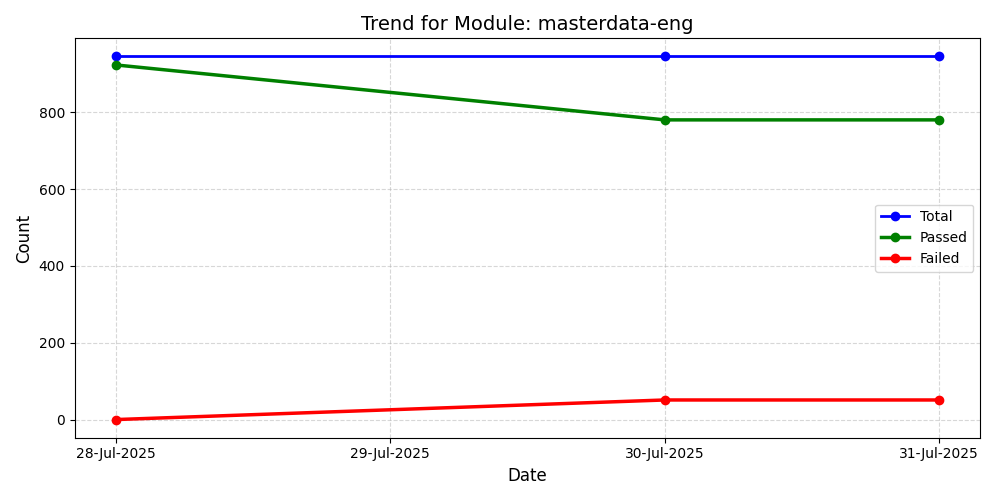 Trend for Module: masterdata-eng
800
600
400
200
0
Count
Total
Passed
Failed
28-Jul-2025
29-Jul-2025
30-Jul-2025
31-Jul-2025
Date